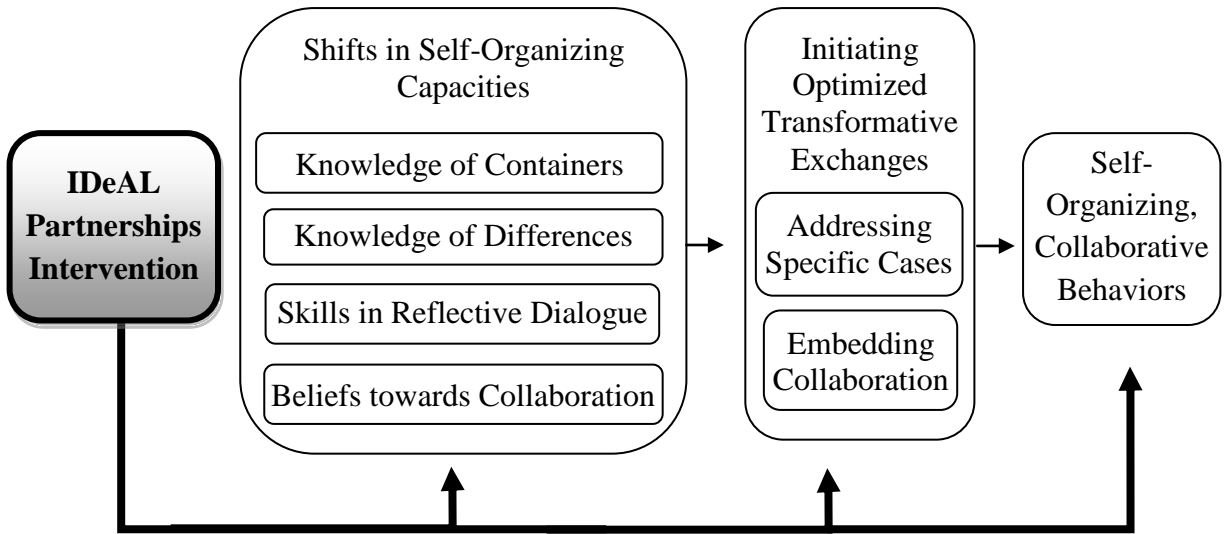 IDeAL
Partnerships
Intervention
Shifts in Self-Organizing
Capacities
Knowledge of Containers
Knowledge of Differences
Skills in Reflective Dialogue
Beliefs towards Collaboration
Initiating
Optimized
Transformative
Exchanges
Addressing
Specific Cases
Embedding
Collaboration
Self-
Organizing,
Collaborative
Behaviors